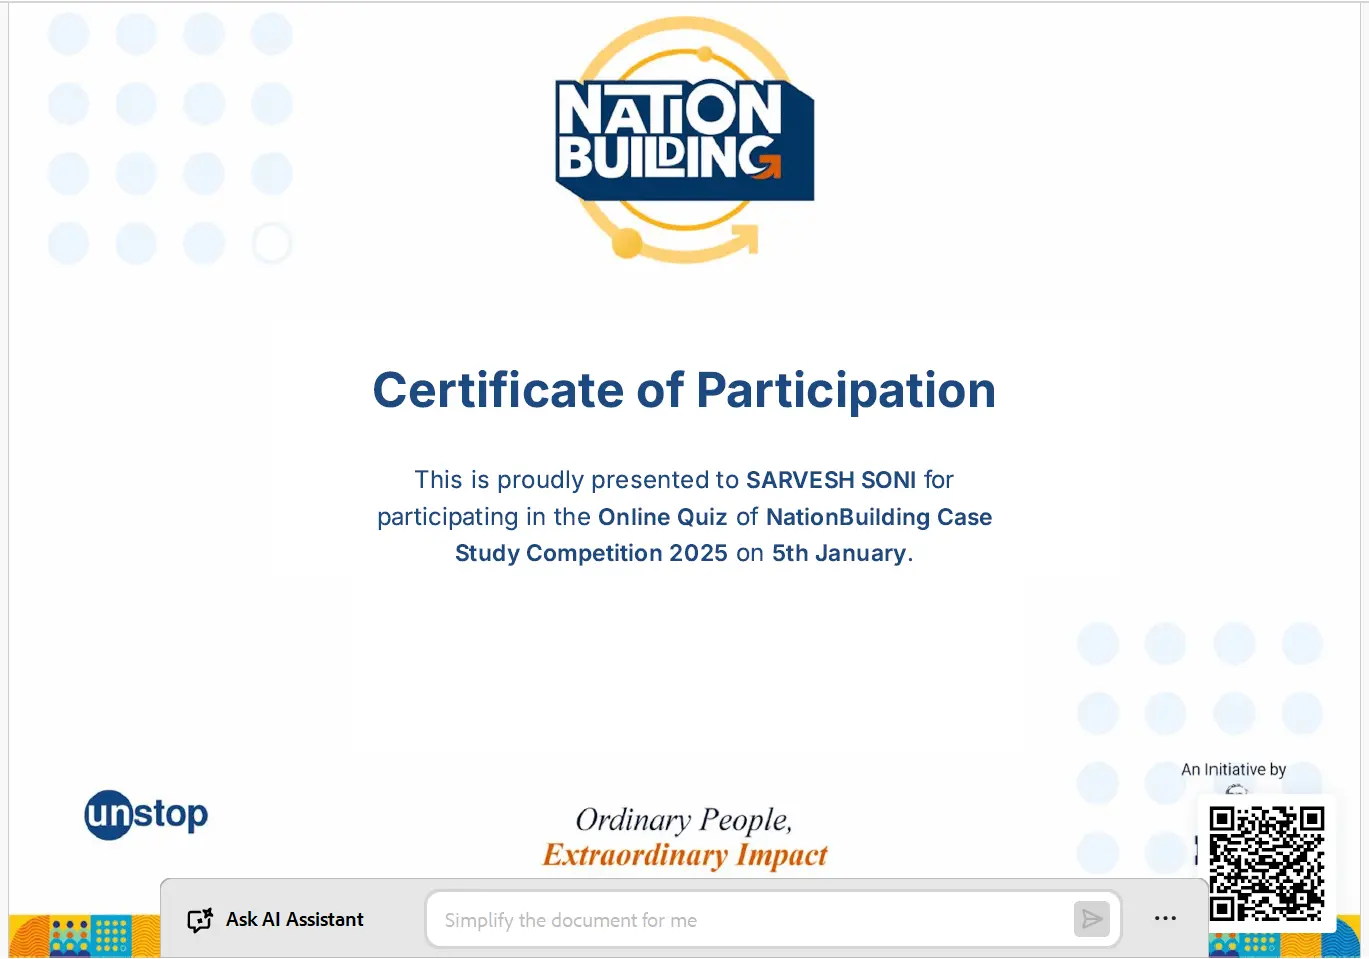 NATION
BUILDING
Certificate of Participation
This is proudly presented to SARVESH SONI for
participating in the Online Quiz of NationBuilding Case
Study Competition 2025 on 5th January.
An Initiative by
unstop
Ordinary People,
Extraordinary Impact
Ask AI Assistant
Simplify the document for me